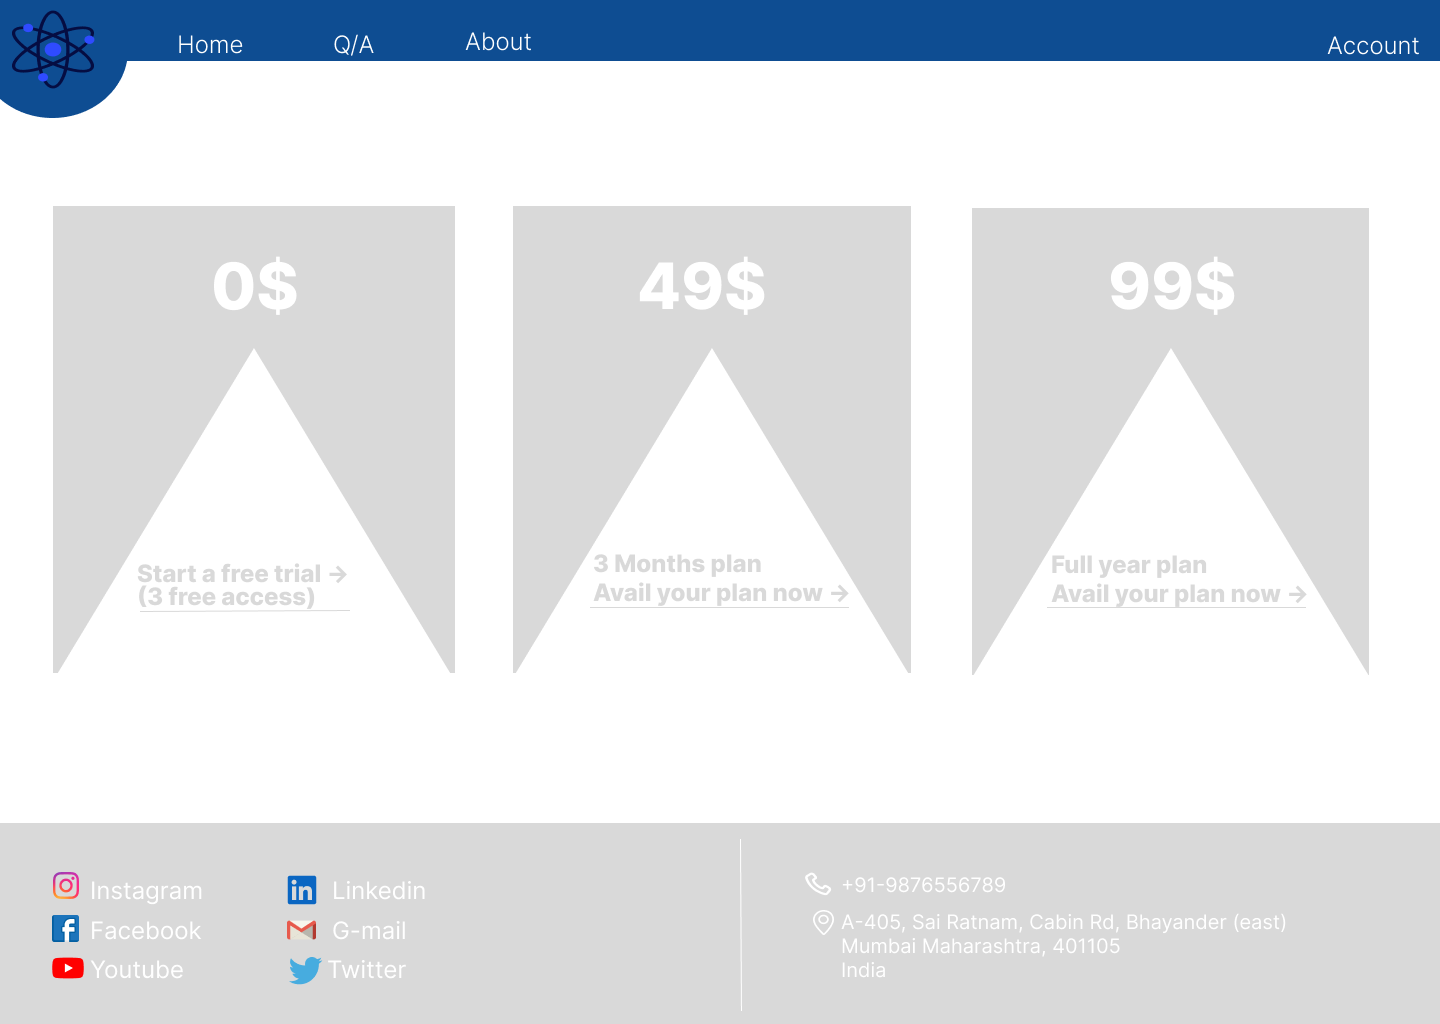 Home
Q/A
About
Account
0$
Start a free trial →
(3 free access)
49$
3 Months plan
Avail your plan now →
99$
Full year plan
Avail your plan now →
Instagram
Facebook
Youtube
Linkedin
G-mail
Twitter
+91-9876556789
A-405, Sai Ratnam, Cabin Rd, Bhayander (east)
Mumbai Maharashtra, 401105
India